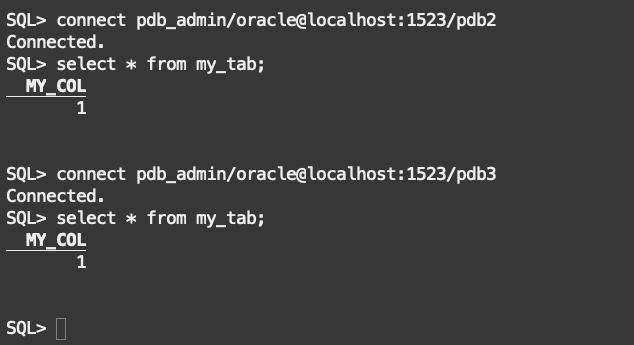 SQL> connect pdb_admin/oracle@localhost:1523/pdb2
Connected.
SQL> select * from my_tab;
MY_COL
1
SQL> connect pdb_admin/oracle@localhost:1523/pdb3
Connected.
SQL> select * from my_tab;
MY_COL
1
SQL>